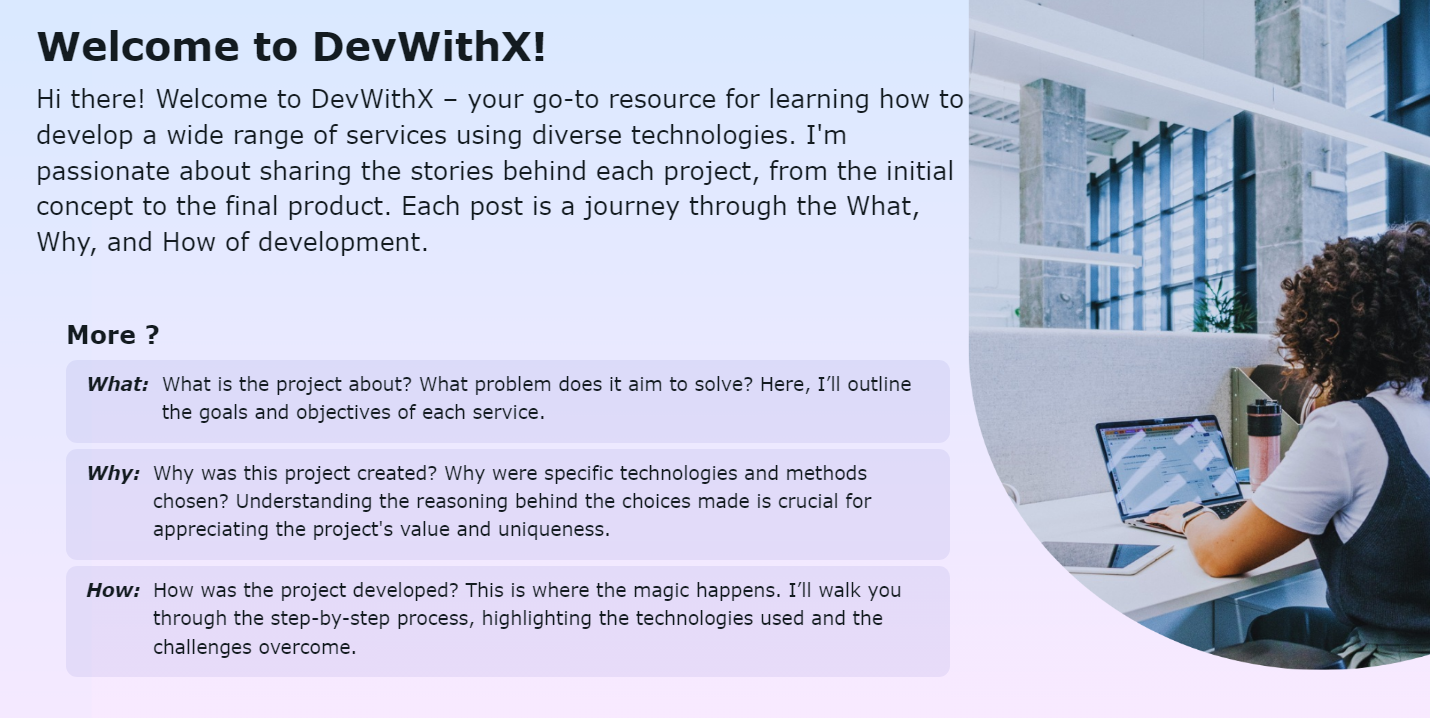 Welcome to DevWithX!
Hi there! Welcome to DevWithX – your go-to resource for learning how to
develop a wide range of services using diverse technologies. I'm
passionate about sharing the stories behind each project, from the initial
concept to the final product. Each post is a journey through the What,
Why, and How of development.
More ?
What: What is the project about? What problem does it aim to solve? Here, I’ll outline
the goals and objectives of each service.
Why: Why was this project created? Why were specific technologies and methods
chosen? Understanding the reasoning behind the choices made is crucial for
appreciating the project's value and uniqueness.
How: How was the project developed? This is where the magic happens. I’ll walk you
through the step-by-step process, highlighting the technologies used and the
challenges overcome.